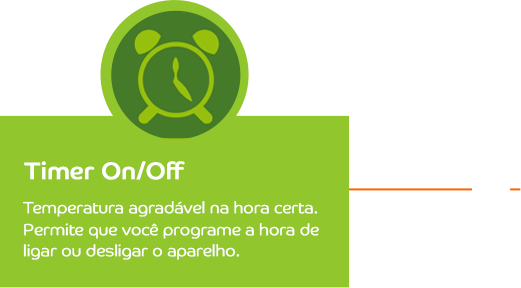 Timer On/Off
Temperatura agradável na hora certa.
Permite que você programe a hora de
ligar ou desligar o aparelho.